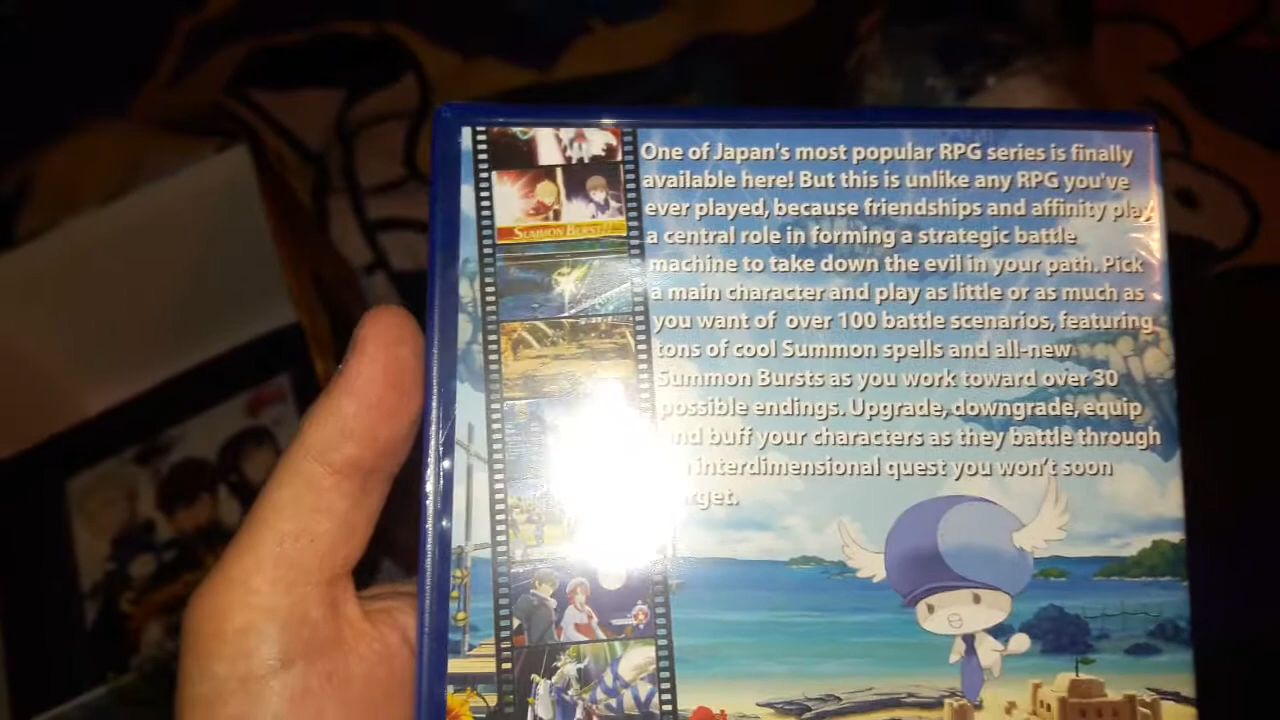 One of Japan's most popular RPG series is finally
available here! But this is unlike any RPG you've
ever played, because friendships and affinity play
a central role in forming a strategic battle
machine to take down the evil in your path. Pick
a main character and play as little or as much as
you want of over 100 battle scenarios, featuring
tons of cool Summon spells and all-new
Summon Bursts as you work toward over 30
possible endings. Upgrade, downgrade, equip
and buff your characters as they battle through
interdimensional quest you won't soon
SUMMON BURST!!